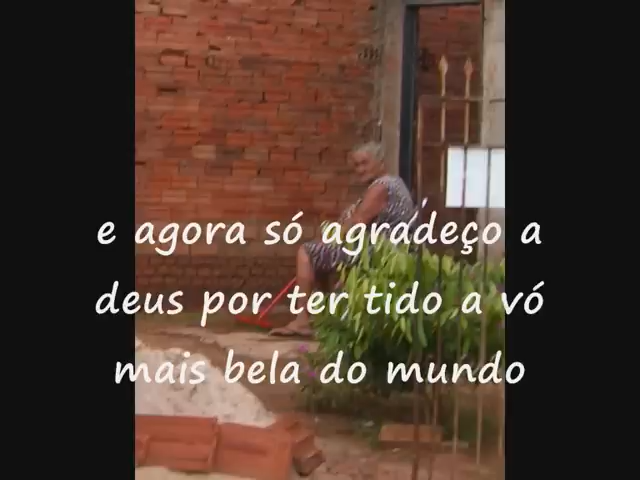 e agora só agradeço a
deus por ter tido a vó
mais bela do mundo